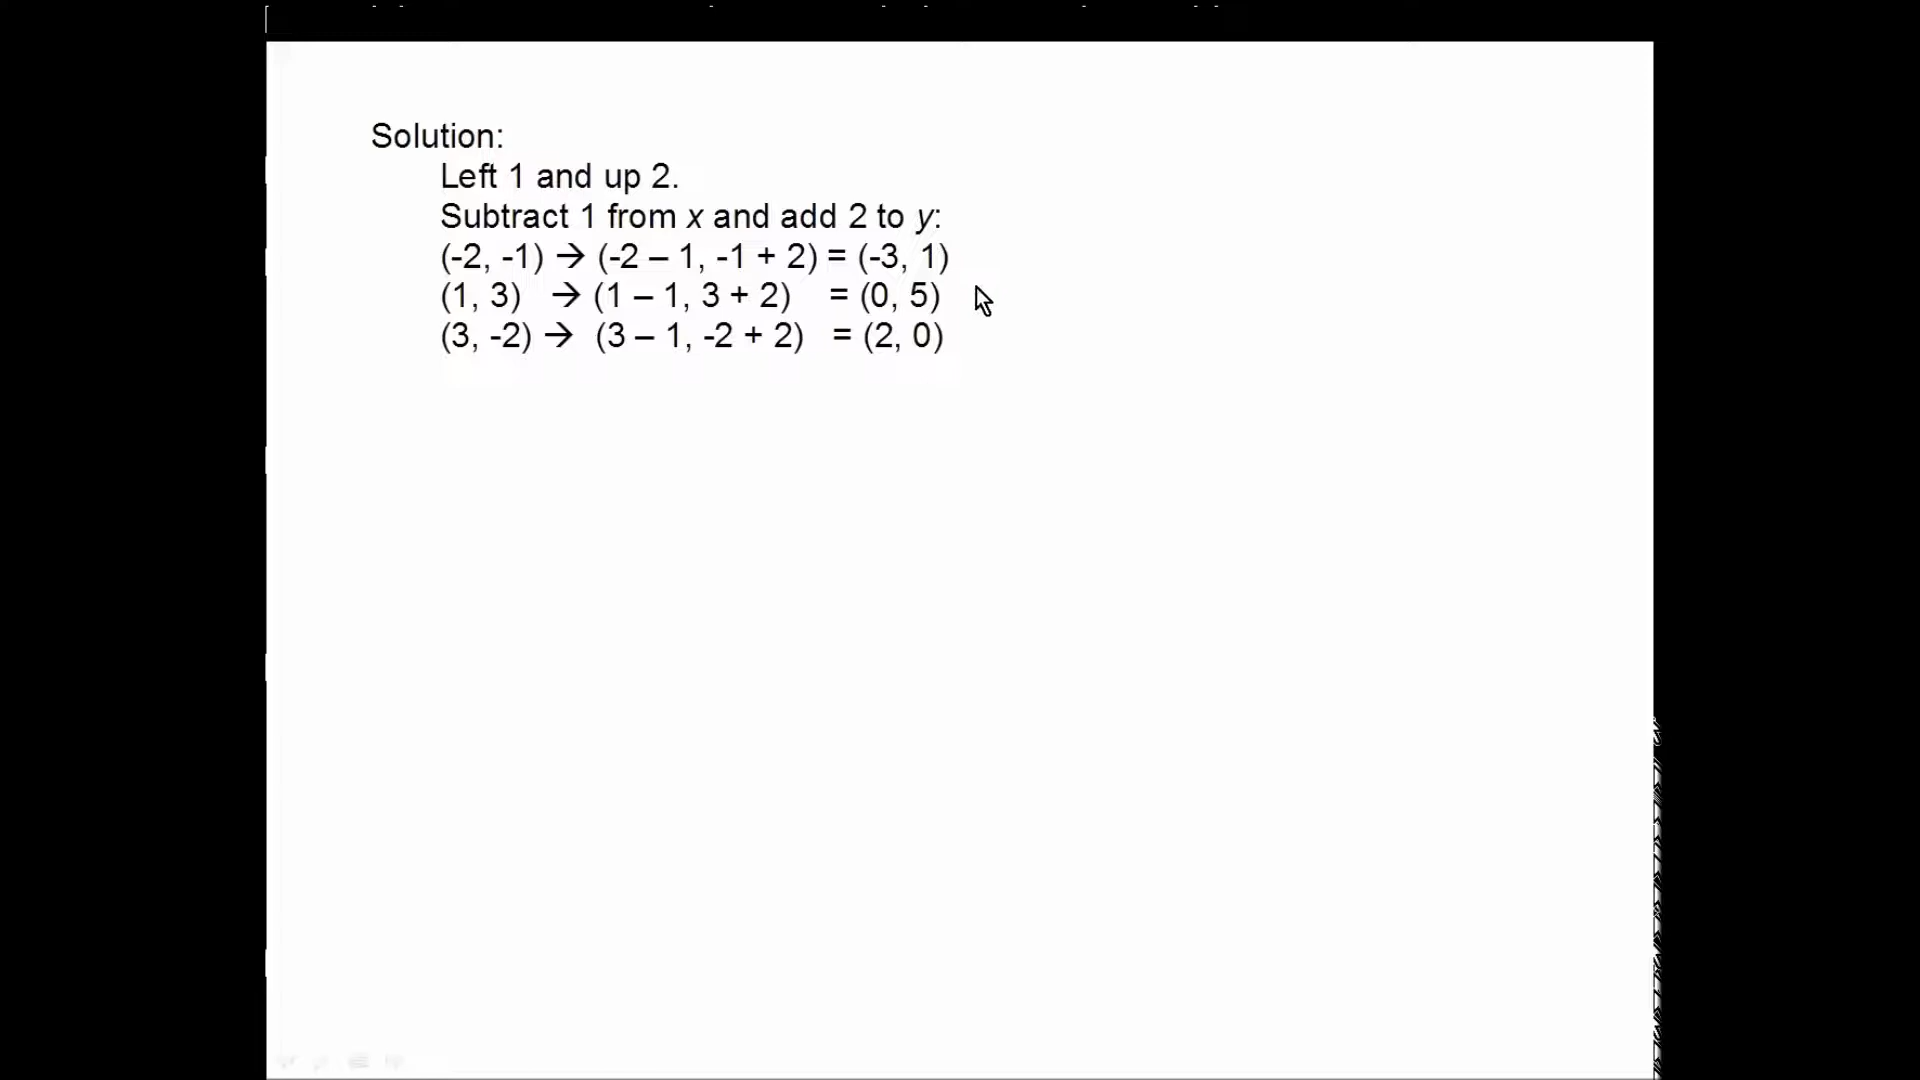 Solution:
Left 1 and up 2.
Subtract 1 from x and add 2 to y:
(-2, -1) → (-2 – 1, -1 + 2) = (-3, 1)
(1, 3) → (1 – 1, 3 + 2) = (0, 5)
(3, -2) → (3 – 1, -2 + 2) = (2, 0)